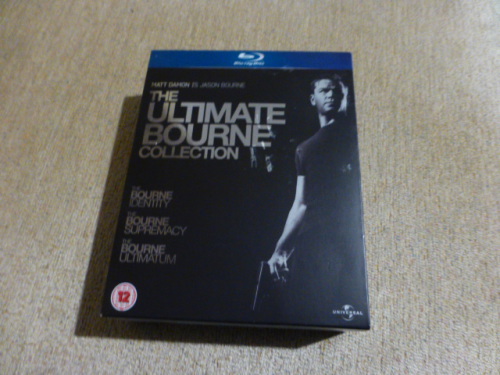 Blu-ray Disc
MATT DAMON IS JASON BOURNE
THE
ULTIMATE
BOURNE
COLLECTION
THE
BOURNE
IDENTITY
THE
BOURNE
SUPREMACY
THE
BOURNE
ULTIMATUM
12
UNIVERSAL